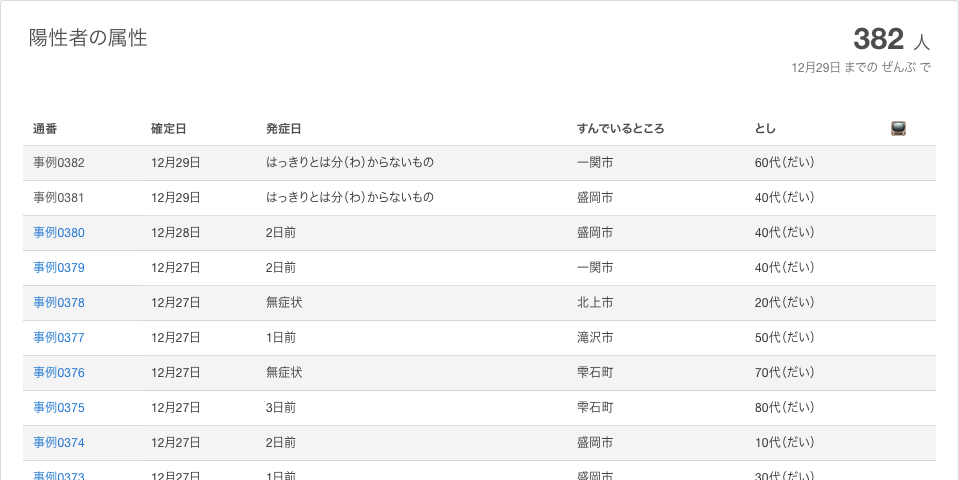 陽性者の属性
382 人
12月29日 までの ぜんぶ で
通番 確定日 発症日 すんでいるところ とし
事例0382 12月29日 はっきりとは分(わ)からないもの 一関市 60代(だい)
事例0381 12月29日 はっきりとは分(わ)からないもの 盛岡市 40代(だい)
事例0380 12月28日 2日前 盛岡市 40代(だい)
事例0379 12月27日 2日前 一関市 40代(だい)
事例0378 12月27日 無症状 北上市 20代(だい)
事例0377 12月27日 1日前 滝沢市 50代(だい)
事例0376 12月27日 無症状 雫石町 70代(だい)
事例0375 12月27日 3日前 雫石町 80代(だい)
事例0374 12月27日 2日前 盛岡市 10代(だい)
事例0373 12月27日 1日前 盛岡市 30代(だい)